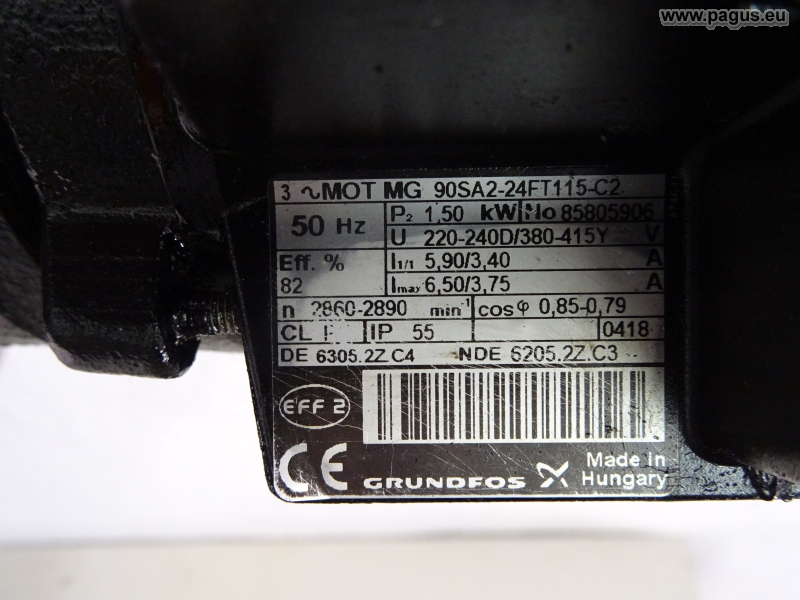 www.pagus.eu
3 ∿ MOT MG 90SA2-24FT115-C2
50 Hz P2 1,50 kW No 85805906
U 220-240D/380-415Y V
Eff. % I1/1 5,90/3,40 A
82 Imax 6,50/3,75 A
n 2860-2890 min-1 cosφ 0,85-0,79
CL F IP 55 0418
DE 6305.2Z.C4 NDE 6205.2Z.C3
EFF 2
CE GRUNDFOS Made in
Hungary